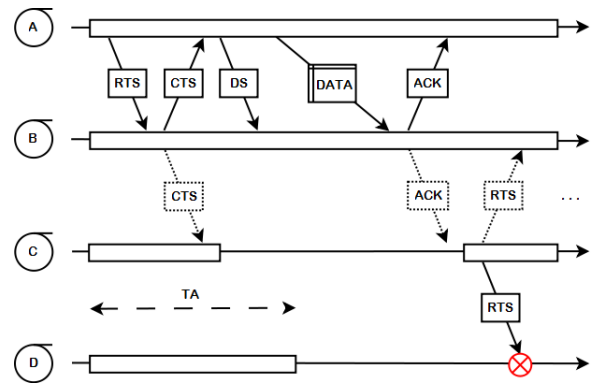 A
RTS CTS DS DATA ACK
B
CTS ACK RTS ...
C
TA
RTS
D